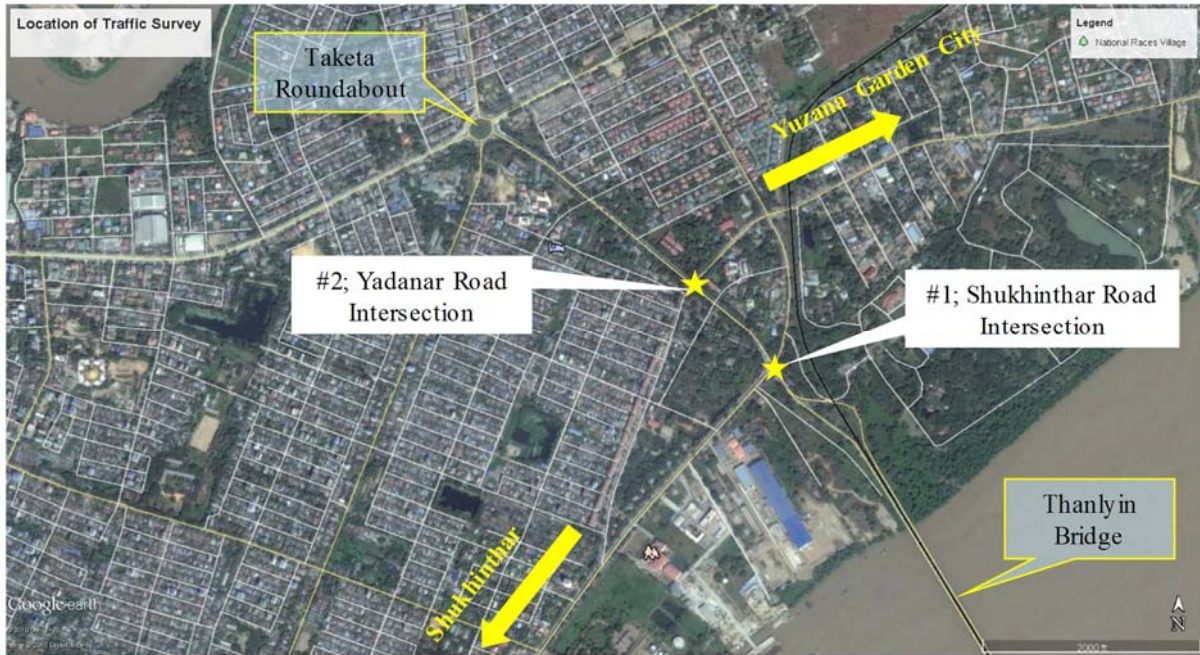 Location of Traffic Survey
Legend
National Races Village
Taketa
Roundabout
Yuzana Garden City
#2; Yadanar Road
Intersection
#1; Shukhinthar Road
Intersection
Thanlyin
Bridge
Shukhinthar
Google earth
N
2000 ft